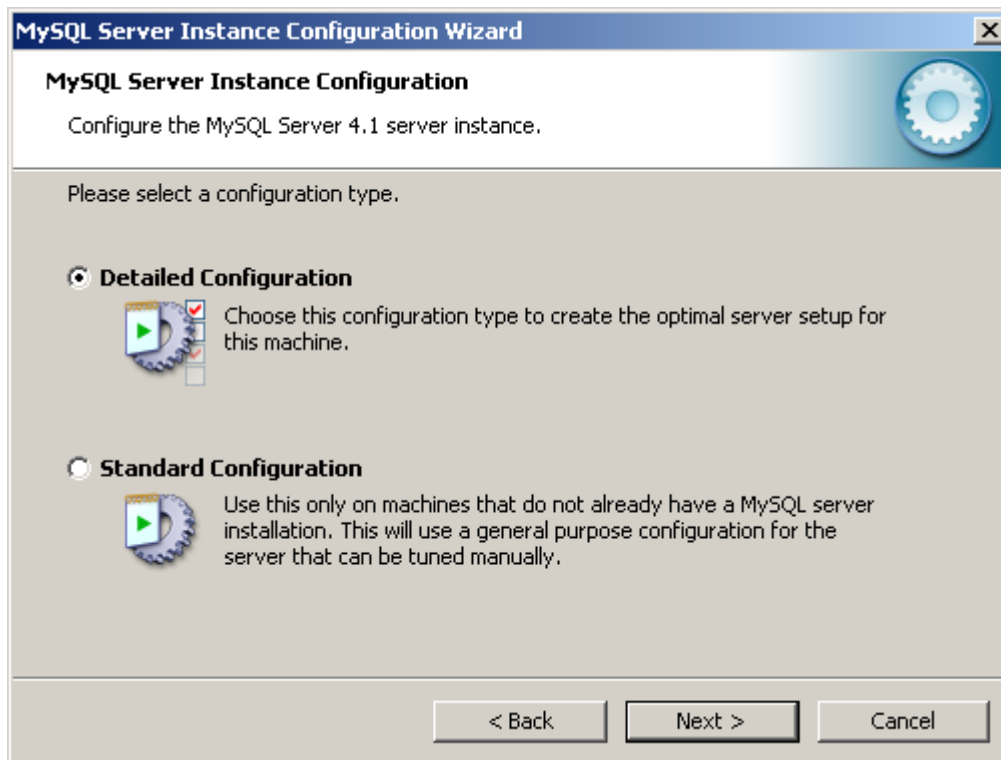 MySQL Server Instance Configuration Wizard
MySQL Server Instance Configuration
Configure the MySQL Server 4.1 server instance.
Please select a configuration type.
Detailed Configuration
Choose this configuration type to create the optimal server setup for
this machine.
Standard Configuration
Use this only on machines that do not already have a MySQL server
installation. This will use a general purpose configuration for the
server that can be tuned manually.
< Back
Next >
Cancel